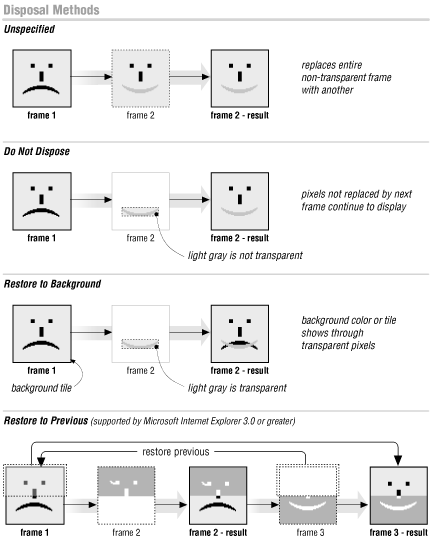 Disposal Methods
Unspecified
replaces entire
non-transparent frame
with another
frame 1
frame 2
frame 2 - result
Do Not Dispose
pixels not replaced by next
frame continue to display
frame 1
frame 2
frame 2 - result
light gray is not transparent
Restore to Background
background color or tile
shows through
transparent pixels
frame 1
frame 2
frame 2 - result
background tile
light gray is transparent
Restore to Previous (supported by Microsoft Internet Explorer 3.0 or greater)
restore previous
frame 1
frame 2
frame 2 - result
frame 3
frame 3 - result